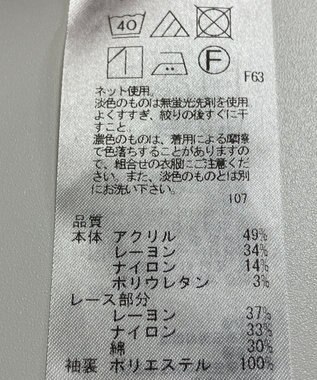 40
F
F63
ネット使用。
淡色のものは無蛍光洗剤を使用
よくすすぎ、絞りの後すぐに干
すこと。
濃色のものは、着用による摩擦
で色落ちすることがありますの
で、組合せの衣服にご注意くだ
さい。また、淡色のものとは別
にお洗い下さい。
107
品質
本体 アクリル 49%
レーヨン 34%
ナイロン 14%
ポリウレタン 3%
レース部分
レーヨン 37%
ナイロン 33%
綿 30%
袖裏 ポリエステル 100%